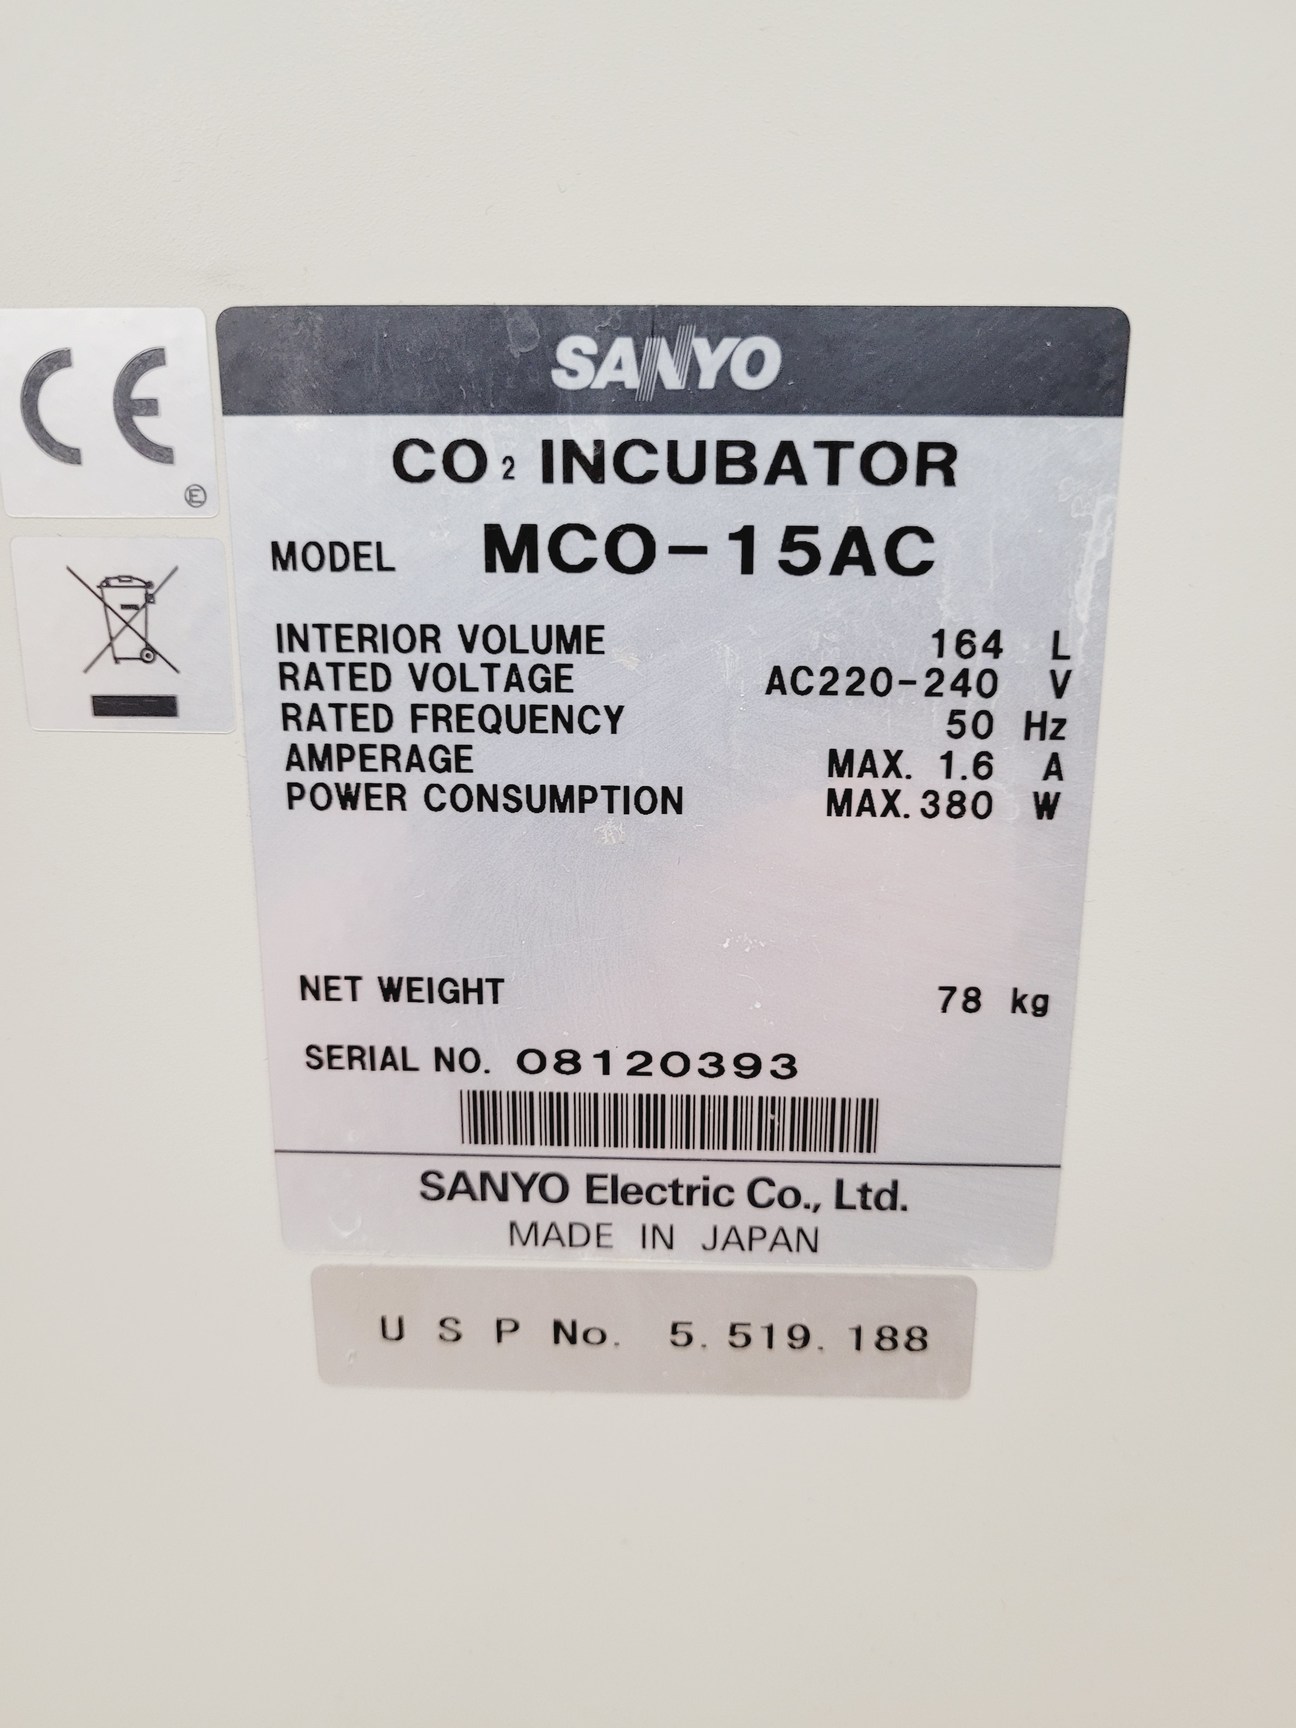 CE
E
SANYO
CO₂ INCUBATOR
MODEL MCO-15AC
INTERIOR VOLUME 164 L
RATED VOLTAGE AC220-240 V
RATED FREQUENCY 50 Hz
AMPERAGE MAX. 1.6 A
POWER CONSUMPTION MAX. 380 W
NET WEIGHT 78 kg
SERIAL NO. 08120393
SANYO Electric Co., Ltd.
MADE IN JAPAN
U S P No. 5. 519. 188